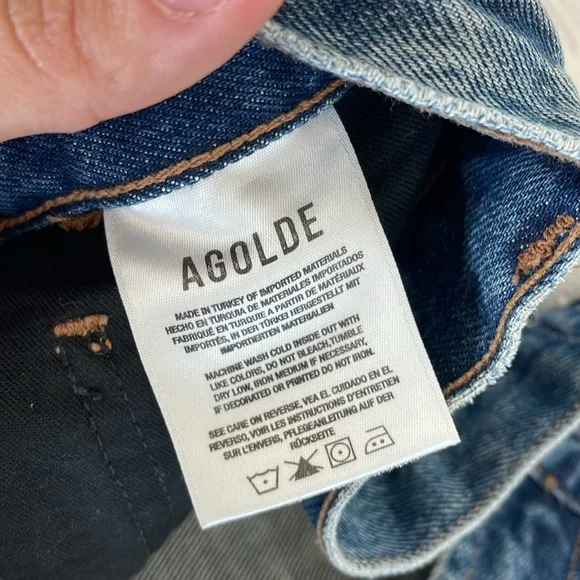 AGOLDE
MADE IN TURKEY OF IMPORTED MATERIALS
HECHO EN TURQUIA DE MATERIALES IMPORTADOS
FABRIQUÉ EN TURQUIE A PARTIR DE MATÉRIAUX
IMPORTÉS, IN DER TÜRKEI HERGESTELLT MIT
IMPORTIERTEN MATERIALIEN
MACHINE WASH COLD INSIDE OUT WITH
LIKE COLORS, DO NOT BLEACH,TUMBLE
DRY LOW, IRON MEDIUM IF NECESSARY,
IF DECORATED OR PRINTED DO NOT IRON.
SEE CARE ON REVERSE, VEA EL CUIDADO EN EL
REVERSO, VOIR LES INSTRUCTIONS D'ENTRETIEN
SUR L'ENVERS, PFLEGEANLEITUNG AUF DER
RÜCKSEITE